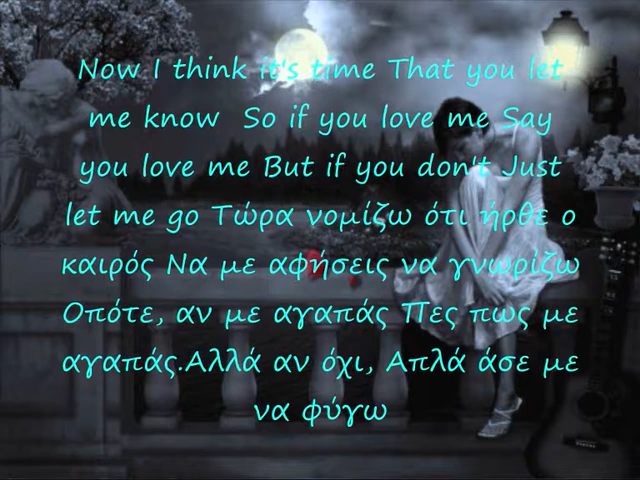 Now I think it's time That you let
me know So if you love me Say
you love me But if you don't Just
let me go Τώρα νομίζω ότι ήρθε ο
καιρός Να με αφήσεις να γνωρίζω
Οπότε, αν με αγαπάς Πες πως με
αγαπάς.Αλλά αν όχι, Απλά άσε με
να φύγω